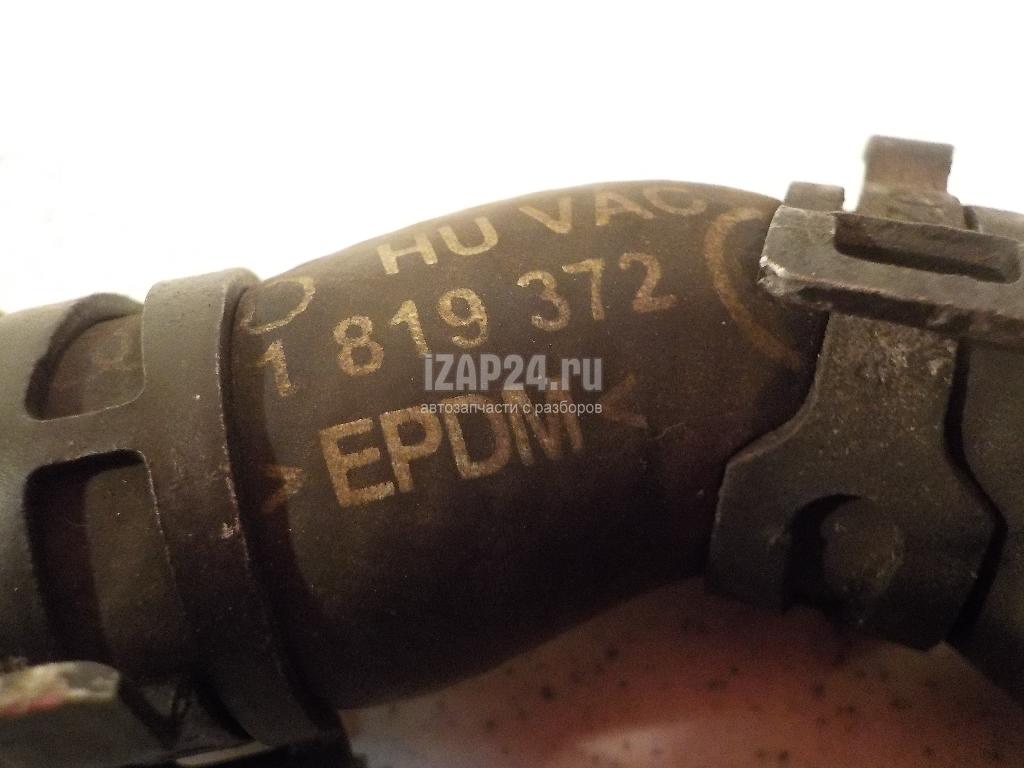 HU VAC
1 819 372
>EPDM<
iZAP24.ru
автозапчасти с разборов